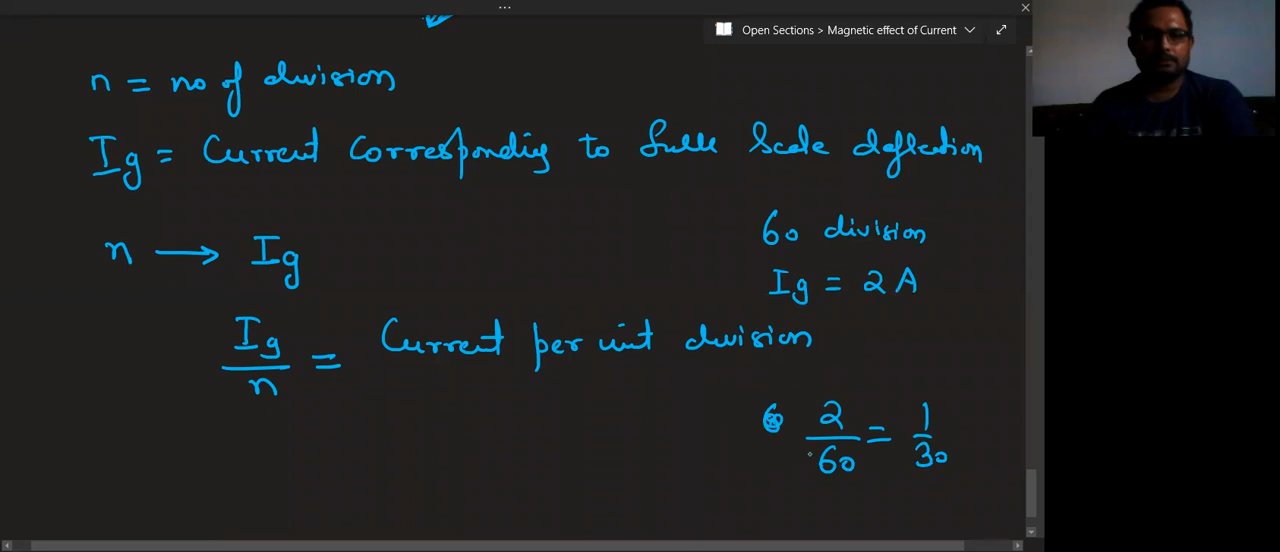 Open Sections > Magnetic effect of Current
n = no of division
Ig = Current Corresponding to full Scale deflection
60 division
n → Ig
Ig = 2 A
Ig/n = Current per unit division
2/60 = 1/30